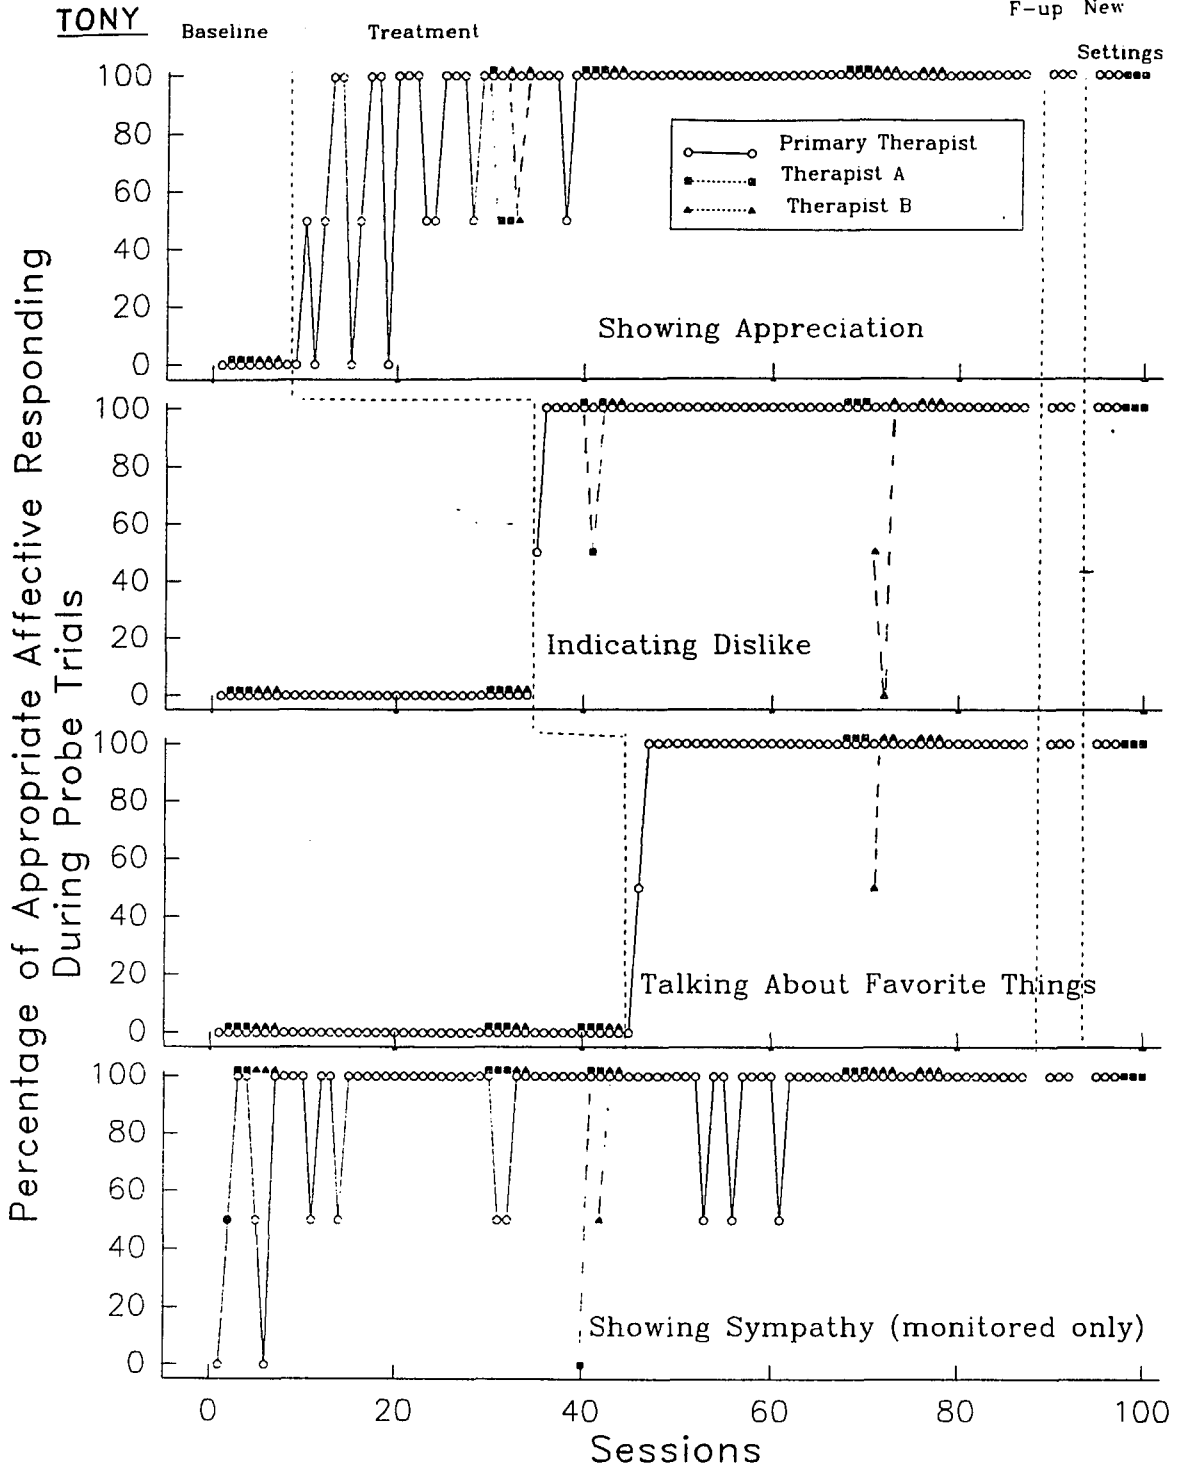 TONY
Baseline
Treatment
F-up
New
Settings
Percentage of Appropriate Affective Responding
During Probe Trials
100
80
60
40
20
0
Primary Therapist
Therapist A
Therapist B
Showing Appreciation
100
80
60
40
20
0
Indicating Dislike
100
80
60
40
20
0
Talking About Favorite Things
100
80
60
40
20
0
Showing Sympathy (monitored only)
0 20 40 60 80 100
Sessions